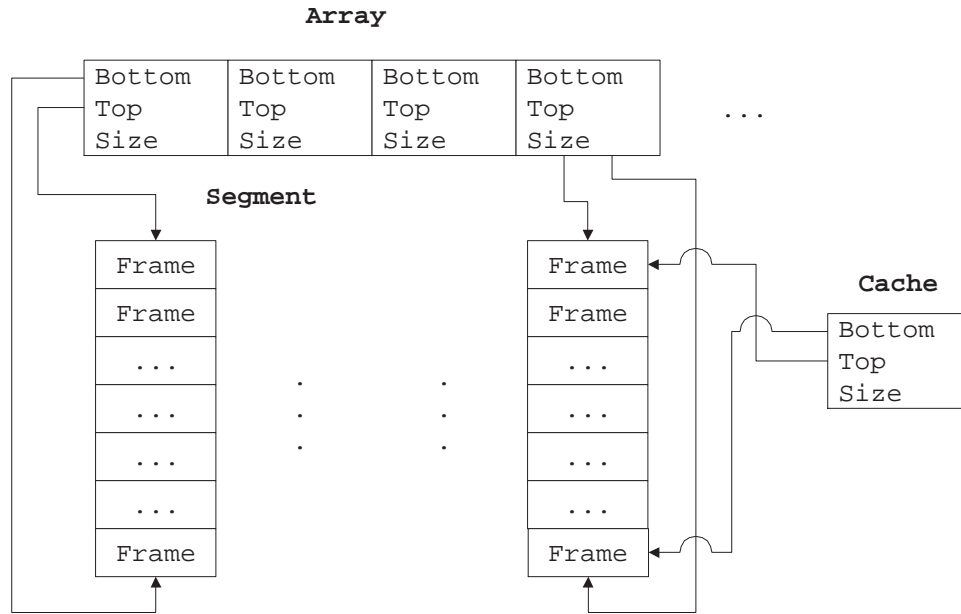 Array
Bottom Bottom Bottom Bottom
Top Top Top Top
Size Size Size Size
...
Segment
Frame Frame
Frame Frame
Cache
Bottom
Top
Size
... ...
... ...
... ...
... ...
Frame Frame